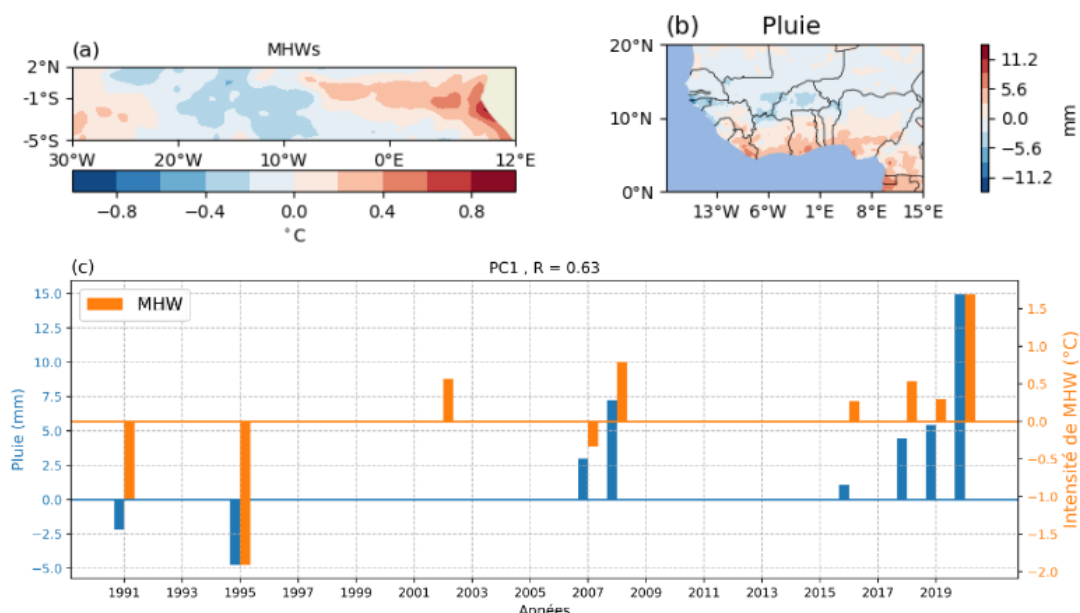 (a) MHWs
2°N
-1°S
-5°S
30°W 20°W 10°W 0°E 12°E
−0.8 −0.4 0.0 0.4 0.8
°C
(b) Pluie
20°N
10°N
0°N
13°W 6°W 1°E 8°E 15°E
11.2
5.6
0.0
−5.6
−11.2
mm
(c) PC1 , R = 0.63
MHW
15.0
12.5
10.0
7.5
5.0
2.5
0.0
−2.5
−5.0
Pluie (mm)
1.5
1.0
0.5
0.0
−0.5
−1.0
−1.5
−2.0
Intensité de MHW (°C)
1991 1993 1995 1997 1999 2001 2003 2005 2007 2009 2011 2013 2015 2017 2019
Années